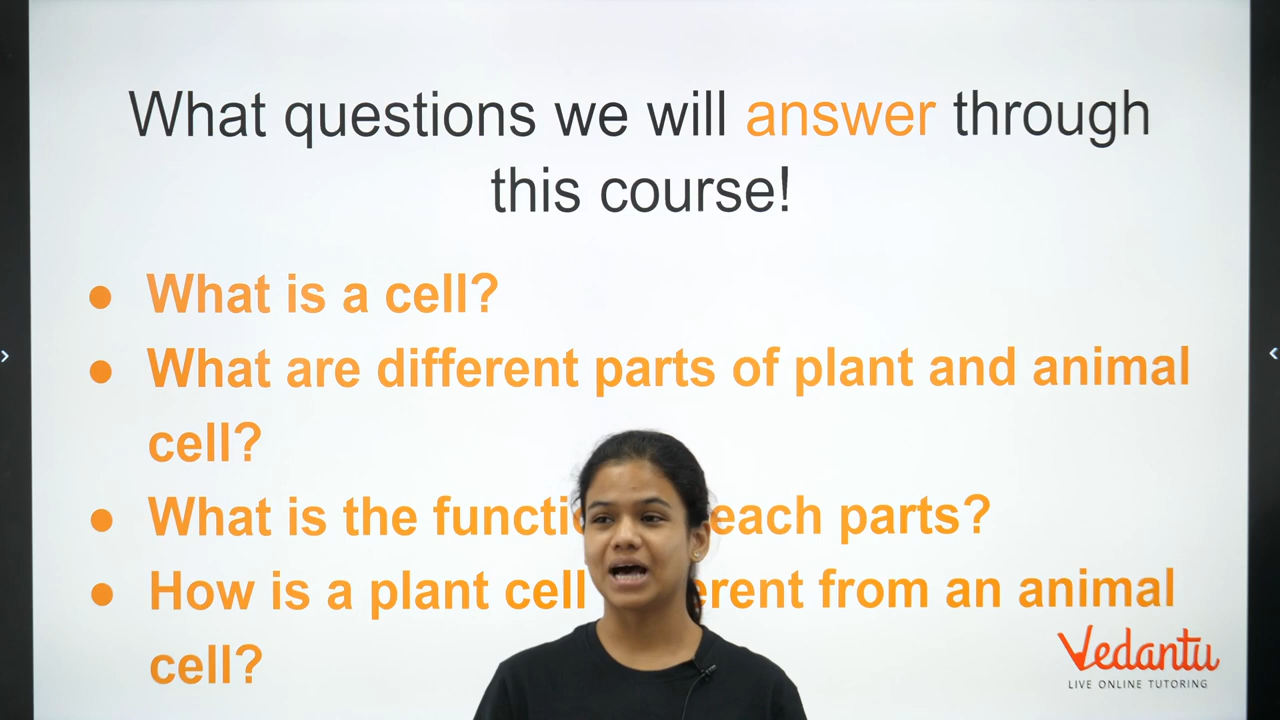 What questions we will answer through
this course!
● What is a cell?
● What are different parts of plant and animal
cell?
● What is the each parts?
● How is a plant cell from an animal
cell?
Vedantu
LIVE ONLINE TUTORING